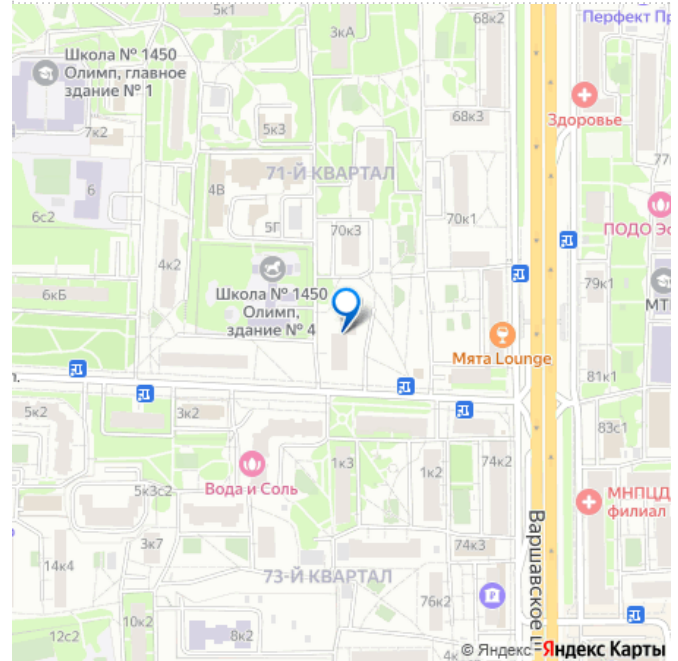 5к1
68к2
Перфект Пр
3кА
Школа № 1450
Олимп, главное
здание № 1
Здоровье
68к3
7к2
5к3
77
71-Й КВАРТАЛ
6
4В
6с2
5Г
70к3
70к1
ПОДО Эс
4к2
79к1
6кБ
Школа № 1450
Олимп,
здание № 4
МТ
Мята Lounge
81к1
л.
5к2
3к2
83с1
1к3
1к2
74к2
Вода и Соль
5к3с2
МНПЦД
филиал
Варшавское ш
3к7
74к3
14к4
73-Й КВАРТАЛ
76к2
10к2
12с2
8к2
© Яндекс Яндекс Карты